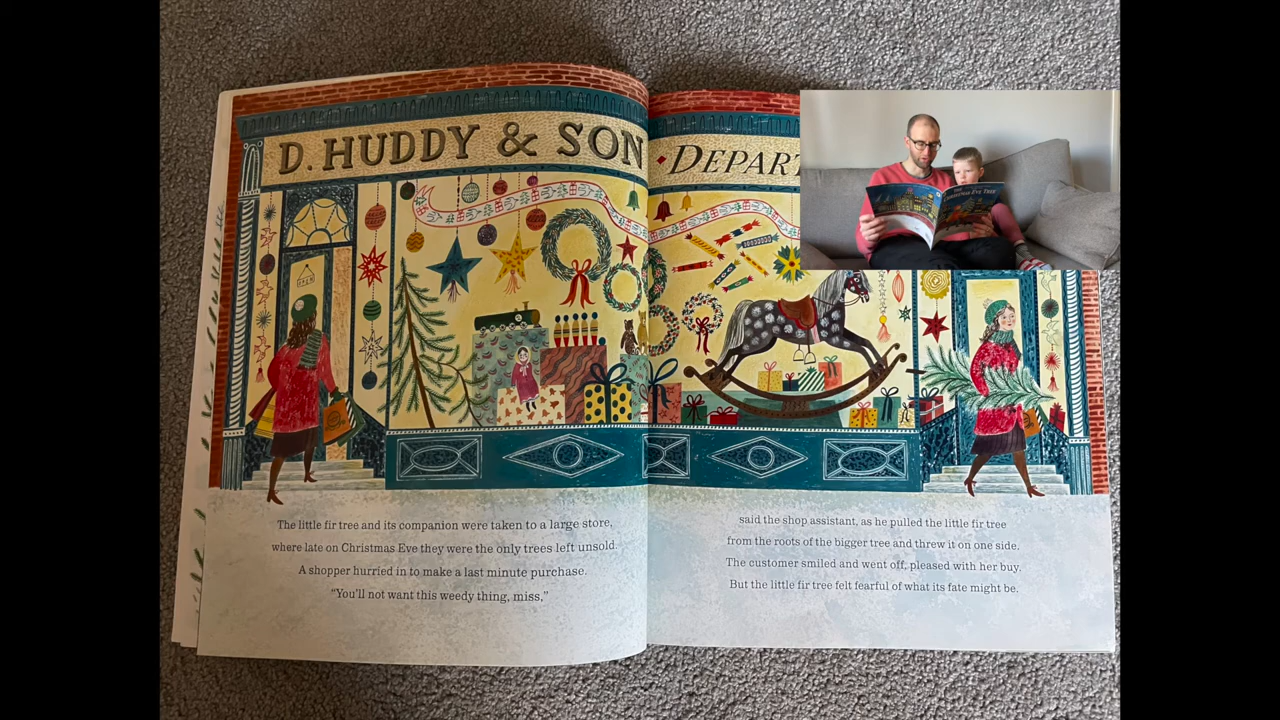 D. HUDDY & SON • DEPART
OPEN
THE
CHRISTMAS EVE TREE
The little fir tree and its companion were taken to a large store,
where late on Christmas Eve they were the only trees left unsold.
A shopper hurried in to make a last minute purchase.
“You’ll not want this weedy thing, miss,”
said the shop assistant, as he pulled the little fir tree
from the roots of the bigger tree and threw it on one side.
The customer smiled and went off, pleased with her buy.
But the little fir tree felt fearful of what its fate might be.